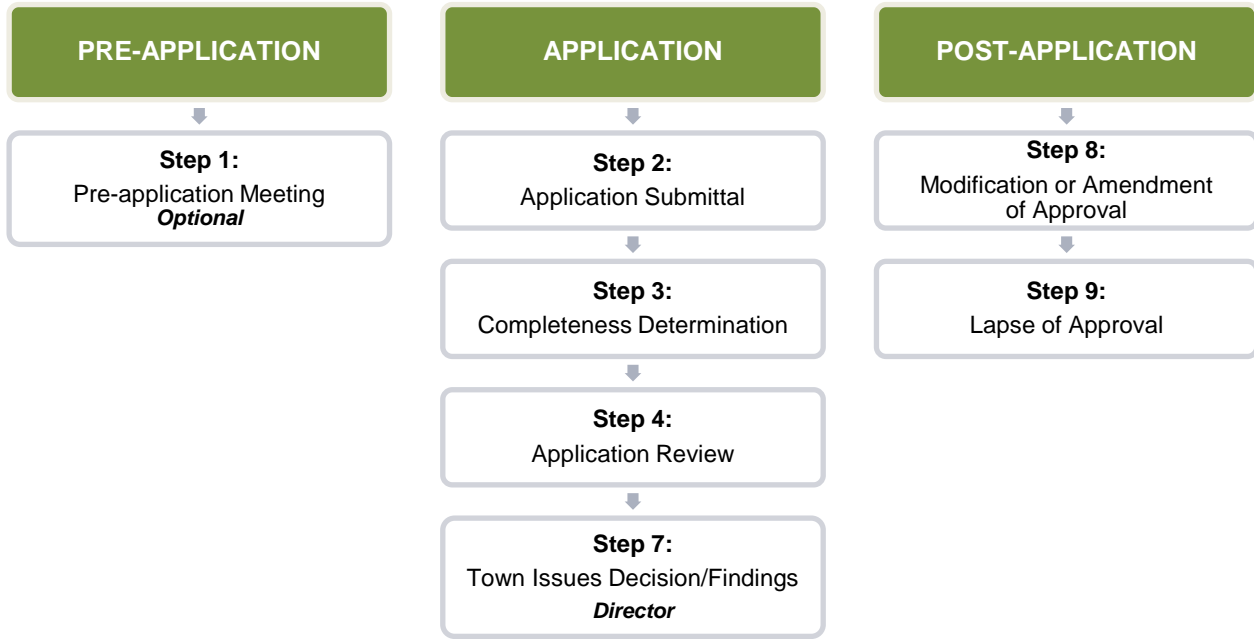 PRE-APPLICATION
Step 1:
Pre-application Meeting
Optional
APPLICATION
Step 2:
Application Submittal
Step 3:
Completeness Determination
Step 4:
Application Review
Step 7:
Town Issues Decision/Findings
Director
POST-APPLICATION
Step 8:
Modification or Amendment
of Approval
Step 9:
Lapse of Approval